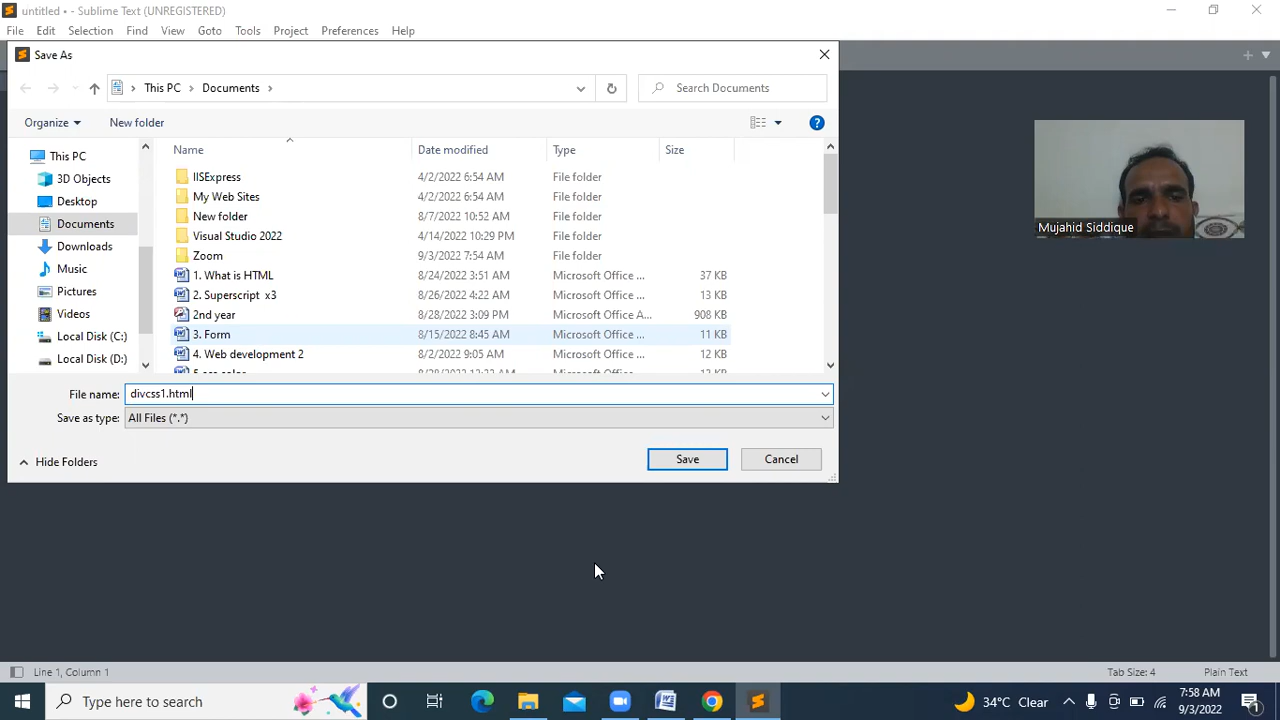 untitled • - Sublime Text (UNREGISTERED)
File Edit Selection Find View Goto Tools Project Preferences Help
Save As
This PC > Documents >
Search Documents
Organize
New folder
Name Date modified Type Size
This PC
3D Objects
Desktop
Documents
Downloads
Music
Pictures
Videos
Local Disk (C:)
Local Disk (D:)
IISExpress 4/2/2022 6:54 AM File folder
My Web Sites 4/2/2022 6:54 AM File folder
New folder 8/7/2022 10:52 AM File folder
Visual Studio 2022 4/14/2022 10:29 PM File folder
Zoom 9/3/2022 7:54 AM File folder
1. What is HTML 8/24/2022 3:51 AM Microsoft Office ... 37 KB
2. Superscript x3 8/26/2022 4:22 AM Microsoft Office ... 13 KB
2nd year 8/28/2022 3:09 PM Microsoft Office A... 908 KB
3. Form 8/15/2022 8:45 AM Microsoft Office ... 11 KB
4. Web development 2 8/2/2022 9:05 AM Microsoft Office ... 12 KB
File name: divcss1.html
Save as type: All Files (*.*)
Hide Folders
Save
Cancel
Mujahid Siddique
Line 1, Column 1
Tab Size: 4
Plain Text
Type here to search
34°C Clear
7:58 AM
9/3/2022
1